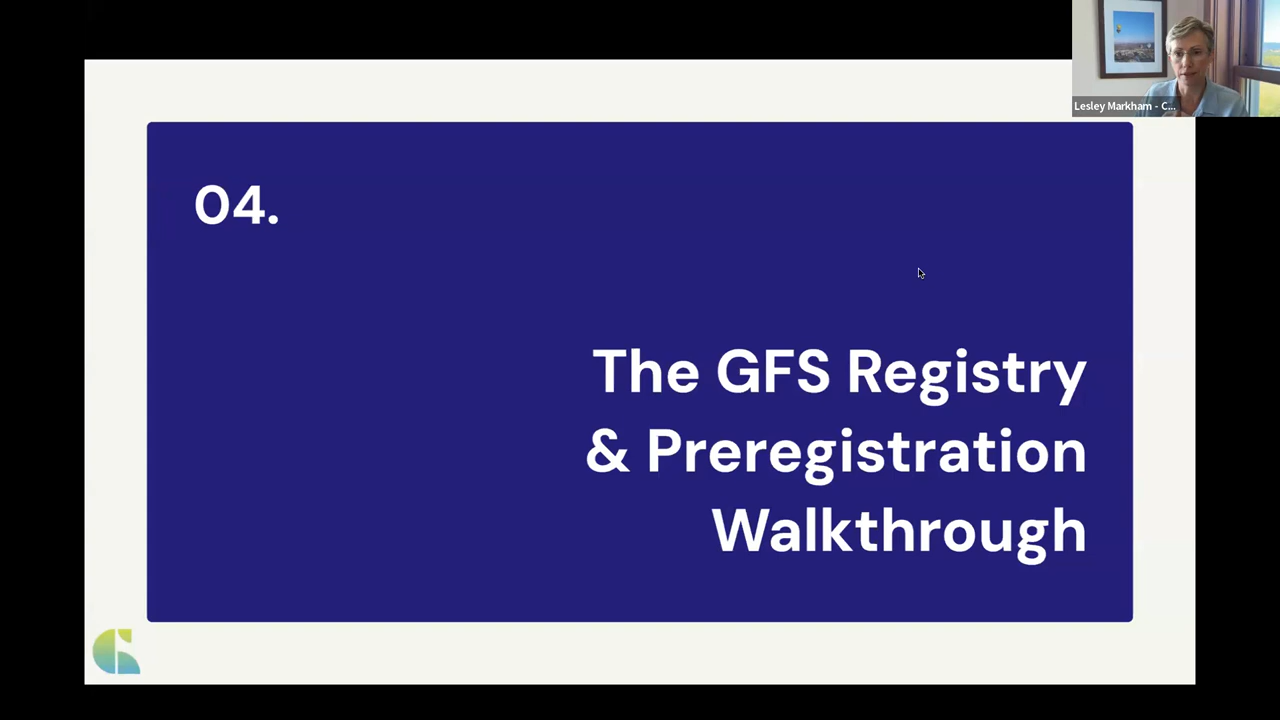 Lesley Markham - C...
04.
The GFS Registry
& Preregistration
Walkthrough